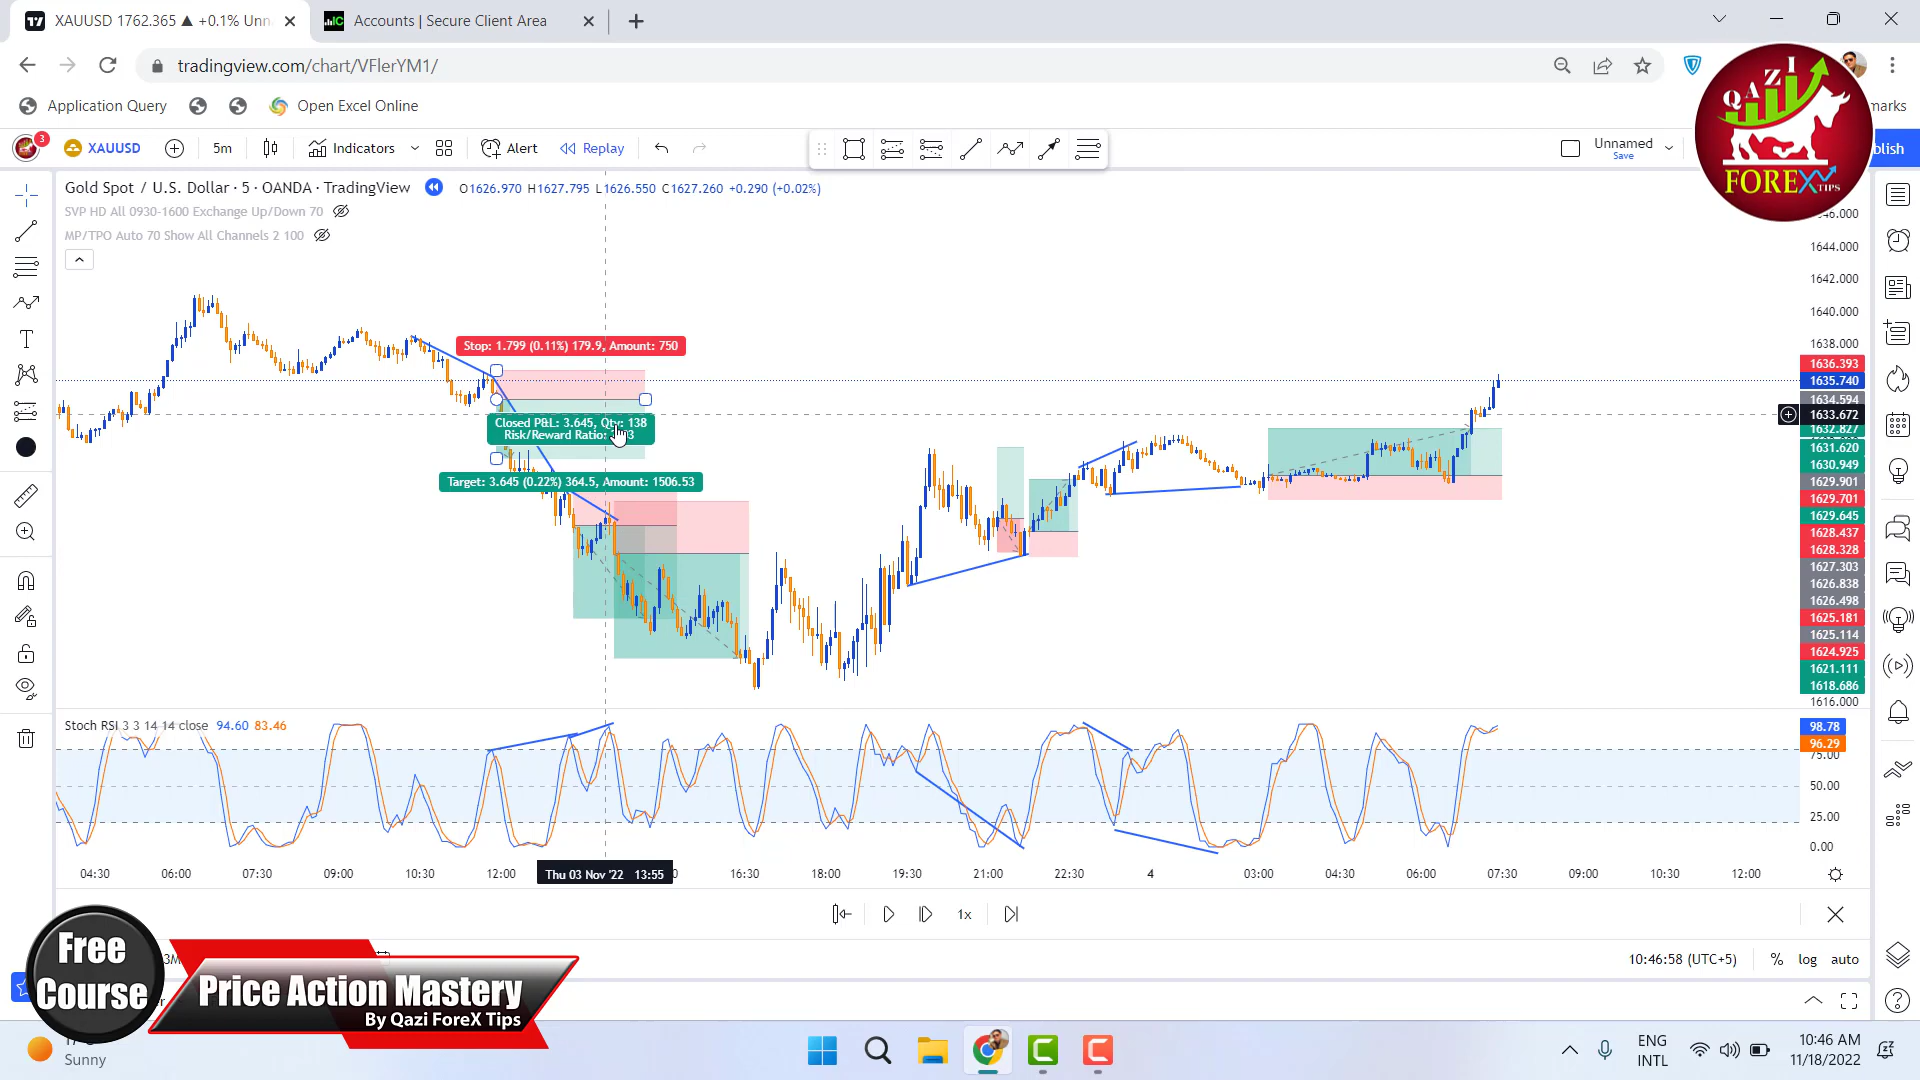 XAUUSD 1762.365 ▲ +0.1% Unn
Accounts | Secure Client Area
tradingview.com/chart/VFlerYM1/
Application Query
Open Excel Online
marks
3
XAUUSD
5m
Indicators
Alert
Replay
Unnamed
Save
blish
QAZI
FOREX
TIPS
Gold Spot / U.S. Dollar · 5 · OANDA · TradingView
O1626.970 H1627.795 L1626.550 C1627.260 +0.290 (+0.02%)
SVP HD All 0930-1600 Exchange Up/Down 70
MP/TPO Auto 70 Show All Channels 2 100
Stop: 1.799 (0.11%) 179.9, Amount: 750
Closed P&L: 3.645, Qty: 138
Risk/Reward Ratio:
Target: 3.645 (0.22%) 364.5, Amount: 1506.53
1644.000
1642.000
1640.000
1638.000
1636.393
1635.740
1634.594
1633.672
1632.827
1631.620
1630.949
1629.901
1629.701
1629.645
1628.437
1628.328
1627.303
1626.838
1626.498
1625.181
1625.114
1624.925
1621.111
1618.686
1616.000
Stoch RSI 3 3 14 14 close 94.60 83.46
98.78
96.29
75.00
50.00
25.00
0.00
04:30 06:00 07:30 09:00 10:30 12:00 Thu 03 Nov '22 13:55 16:30 18:00 19:30 21:00 22:30 4 03:00 04:30 06:00 07:30 09:00 10:30 12:00
1x
10:46:58 (UTC+5) % log auto
Free
Course
Price Action Mastery
By Qazi ForeX Tips
Sunny
ENG
INTL
10:46 AM
11/18/2022